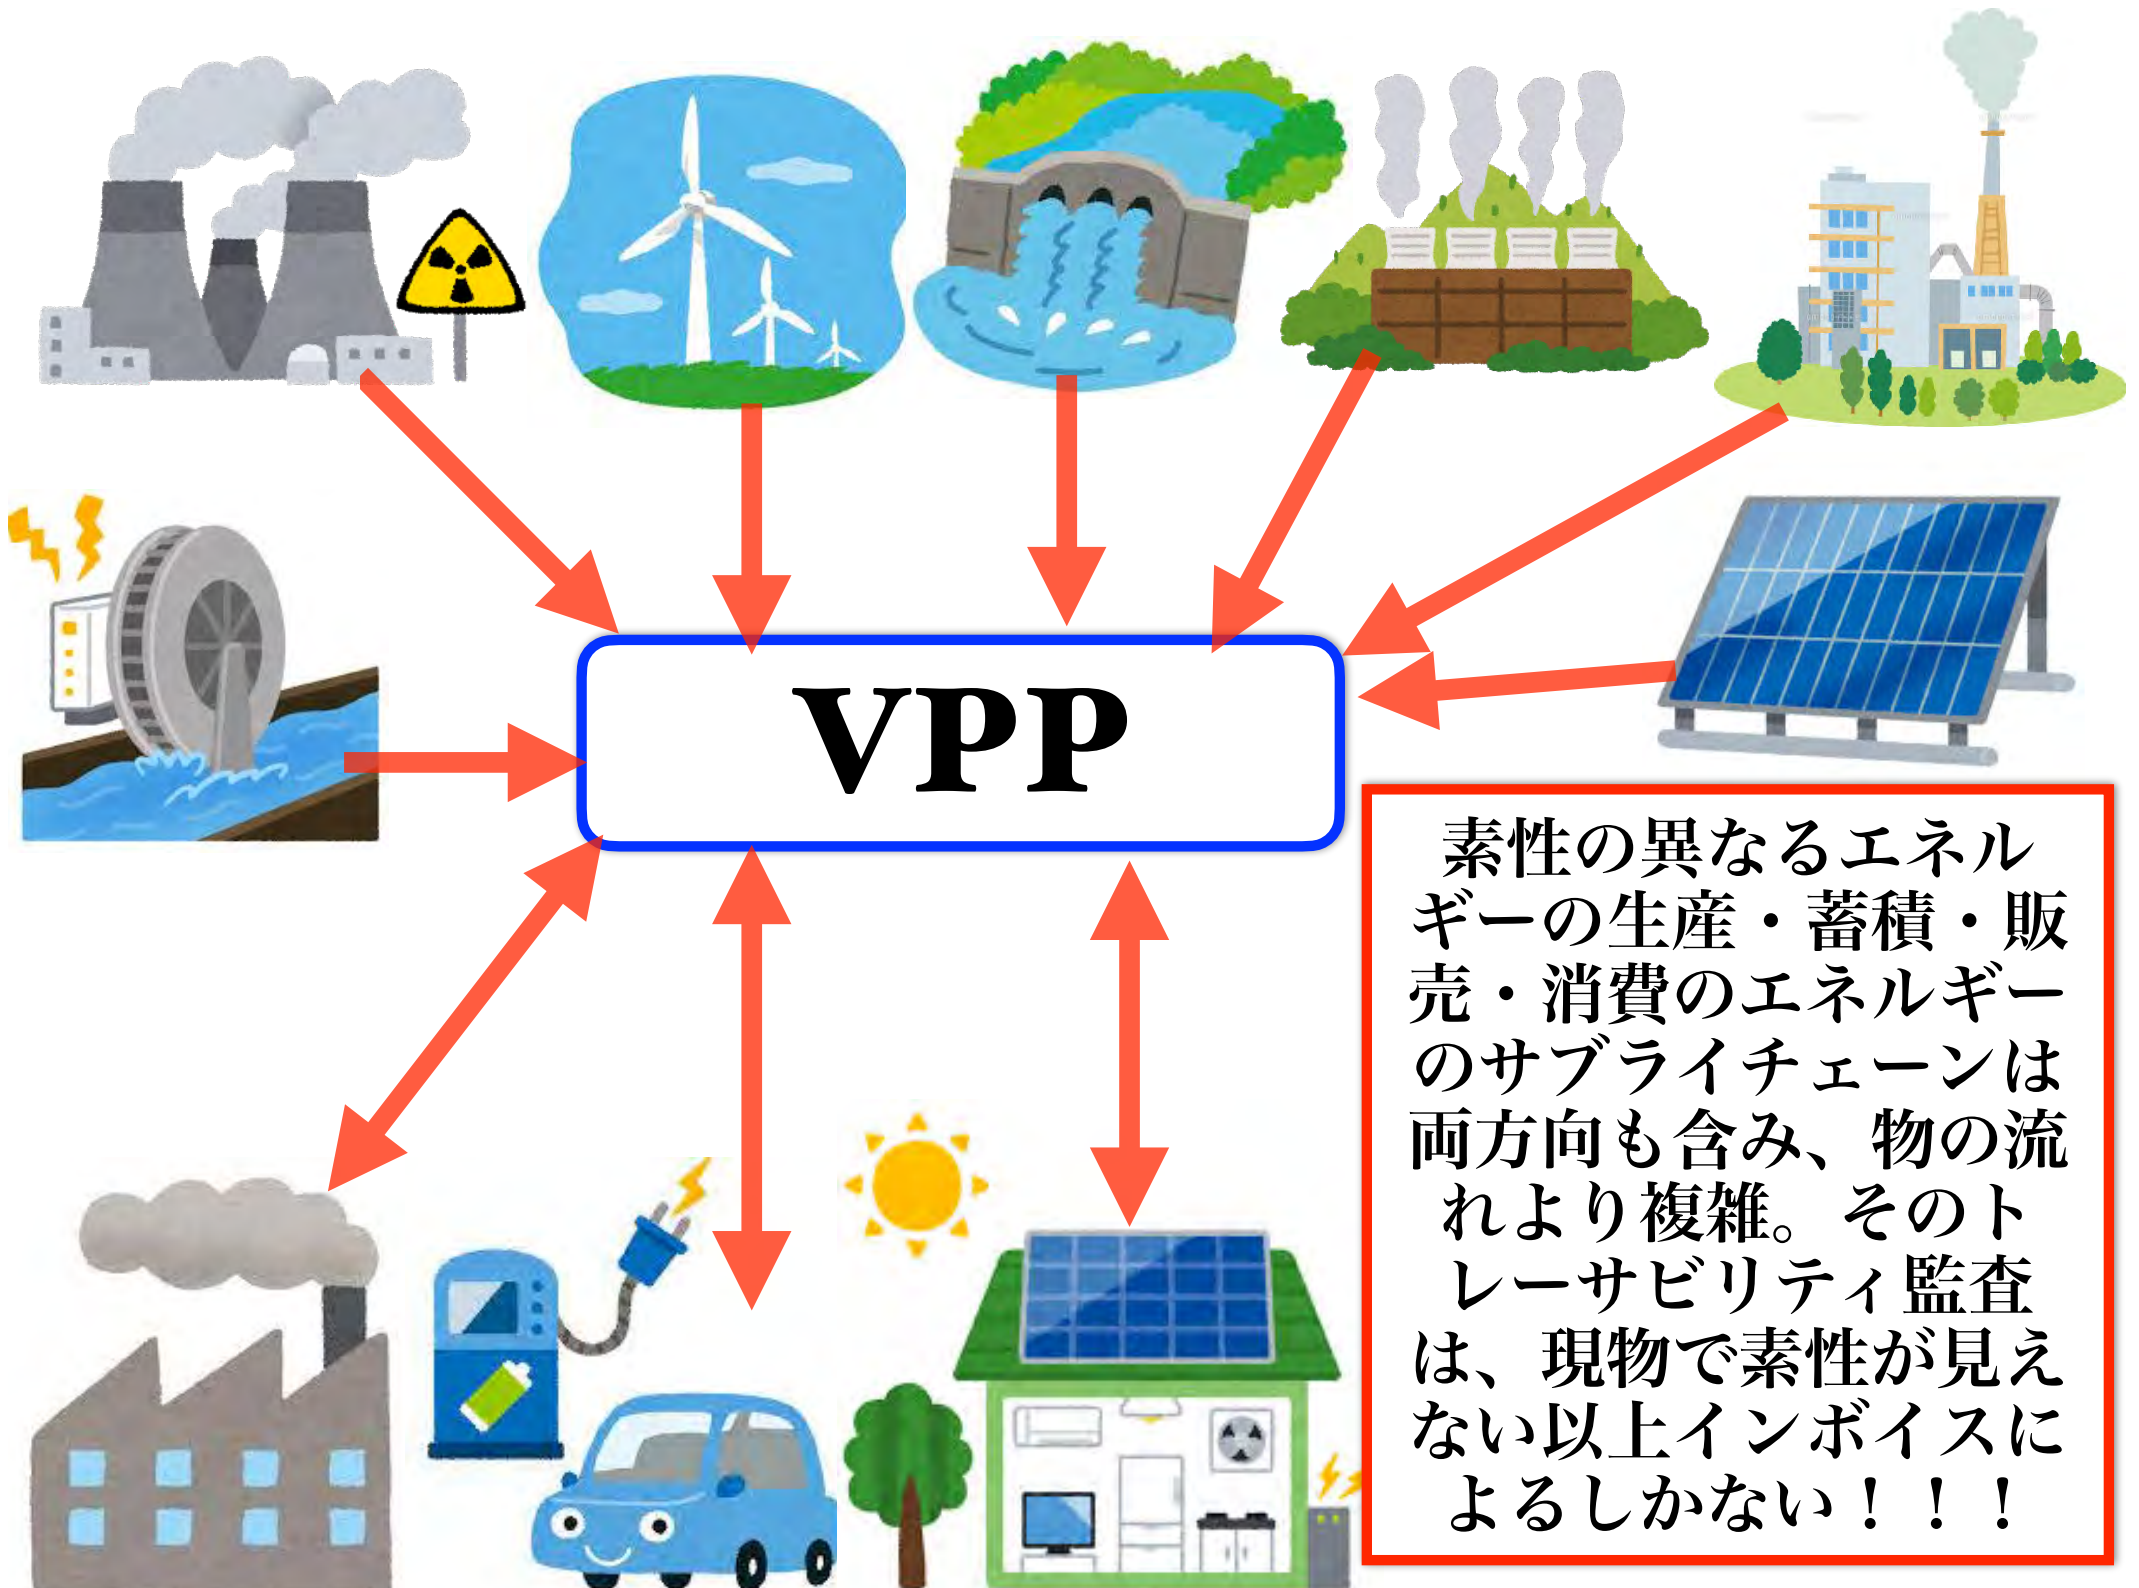 VPP
素性の異なるエネル
ギーの生産・蓄積・販
売・消費のエネルギー
のサブライチェーンは
両方向も含み、物の流
れより複雑。そのト
レーサビリティ監査
は、現物で素性が見え
ない以上インボイスに
よるしかない！！！